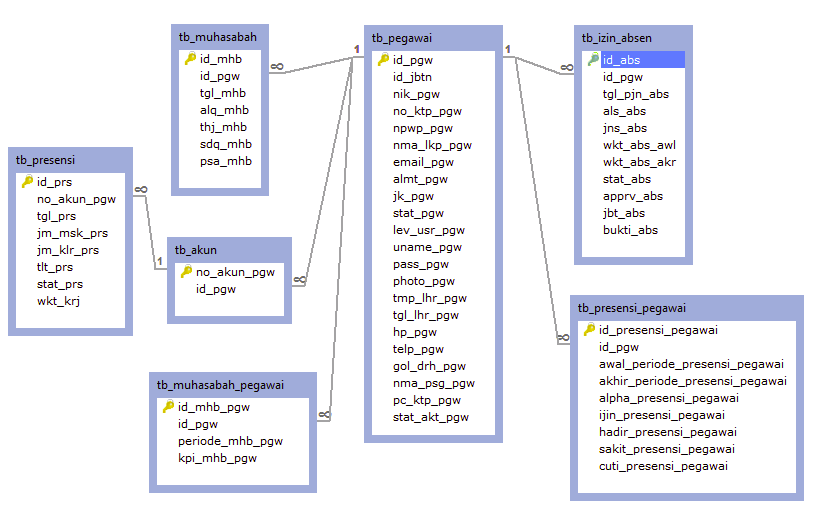 tb_muhasabah
id_mhb
id_pgw
tgl_mhb
alq_mhb
thj_mhb
sdq_mhb
psa_mhb
tb_presensi
id_prs
no_akun_pgw
tgl_prs
jm_msk_prs
jm_klr_prs
tlt_prs
stat_prs
wkt_krj
tb_akun
no_akun_pgw
id_pgw
tb_muhasabah_pegawai
id_mhb_pgw
id_pgw
periode_mhb_pgw
kpi_mhb_pgw
tb_pegawai
id_pgw
id_jbtn
nik_pgw
no_ktp_pgw
npwp_pgw
nma_lkp_pgw
email_pgw
almt_pgw
jk_pgw
stat_pgw
lev_usr_pgw
uname_pgw
pass_pgw
photo_pgw
tmp_lhr_pgw
tgl_lhr_pgw
hp_pgw
telp_pgw
gol_drh_pgw
nma_psg_pgw
pc_ktp_pgw
stat_akt_pgw
tb_izin_absen
id_abs
id_pgw
tgl_pjn_abs
als_abs
jns_abs
wkt_abs_awl
wkt_abs_akr
stat_abs
apprv_abs
jbt_abs
bukti_abs
tb_presensi_pegawai
id_presensi_pegawai
id_pgw
awal_periode_presensi_pegawai
akhir_periode_presensi_pegawai
alpha_presensi_pegawai
ijin_presensi_pegawai
hadir_presensi_pegawai
sakit_presensi_pegawai
cuti_presensi_pegawai
∞
1
1
∞
∞
1
∞
∞
∞
1